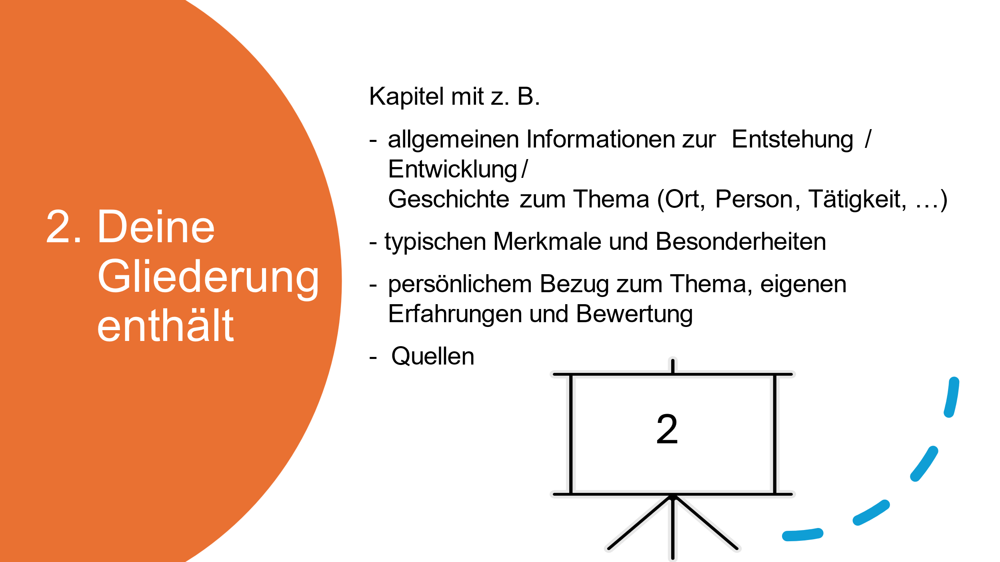 2. Deine
Gliederung
enthält
Kapitel mit z. B.
- allgemeinen Informationen zur Entstehung /
Entwicklung /
Geschichte zum Thema (Ort, Person, Tätigkeit, …)
- typischen Merkmale und Besonderheiten
- persönlichem Bezug zum Thema, eigenen
Erfahrungen und Bewertung
- Quellen
2